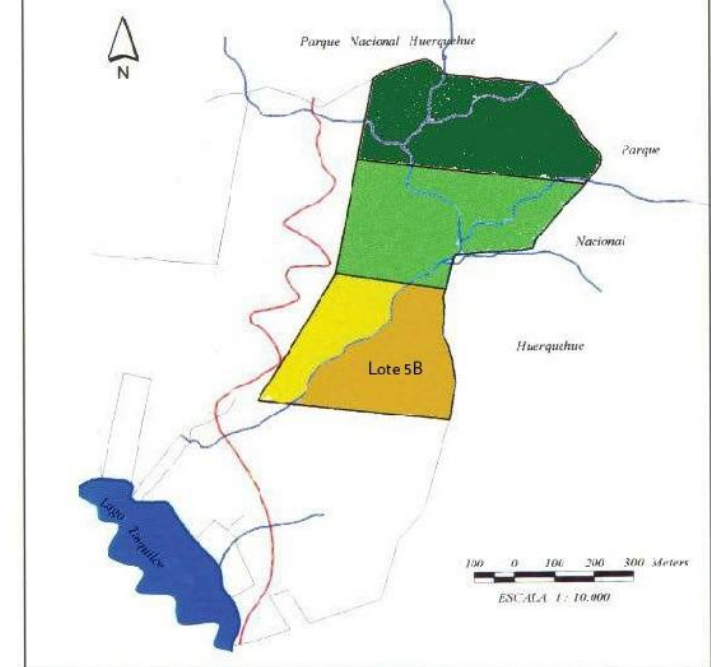 N
Parque Nacional Huerquehue
Parque
Nacional
Huerquehue
Lote 5B
Lago
100 0 100 200 300 Meters
ESCALA 1 : 10.000